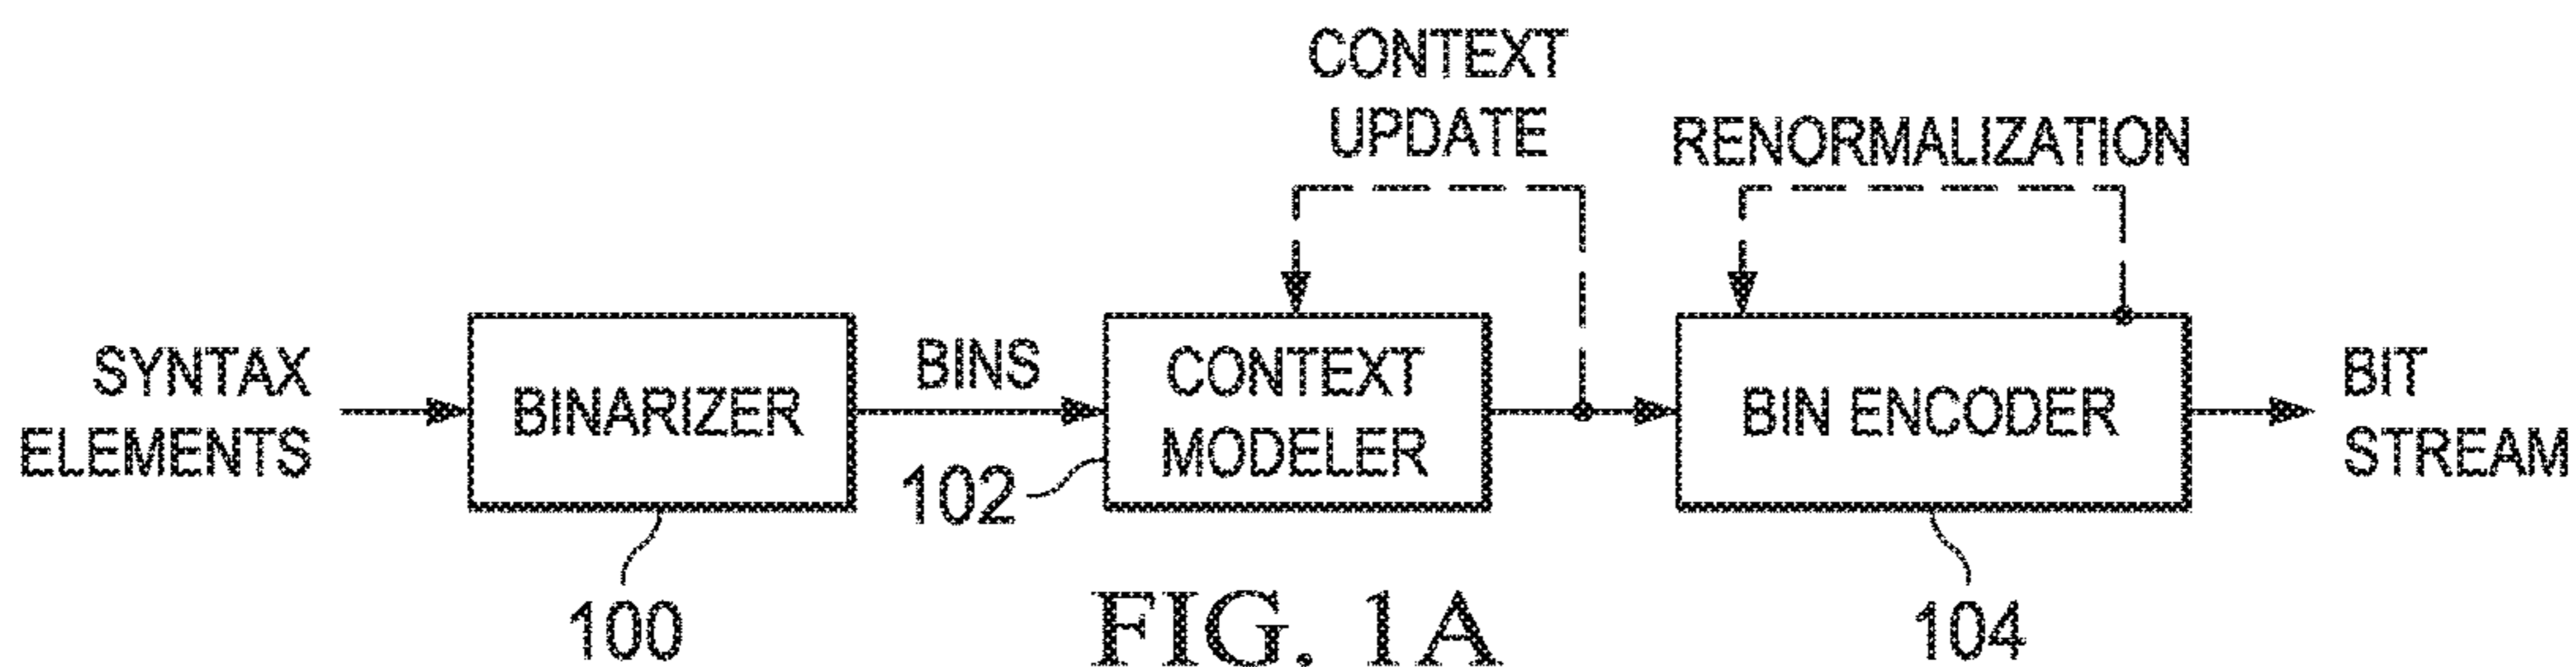 CONTEXT
UPDATE
RENORMALIZATION
SYNTAX
ELEMENTS
BINARIZER
BINS
CONTEXT
MODELER
BIN ENCODER
BIT
STREAM
102
100
104
FIG. 1A